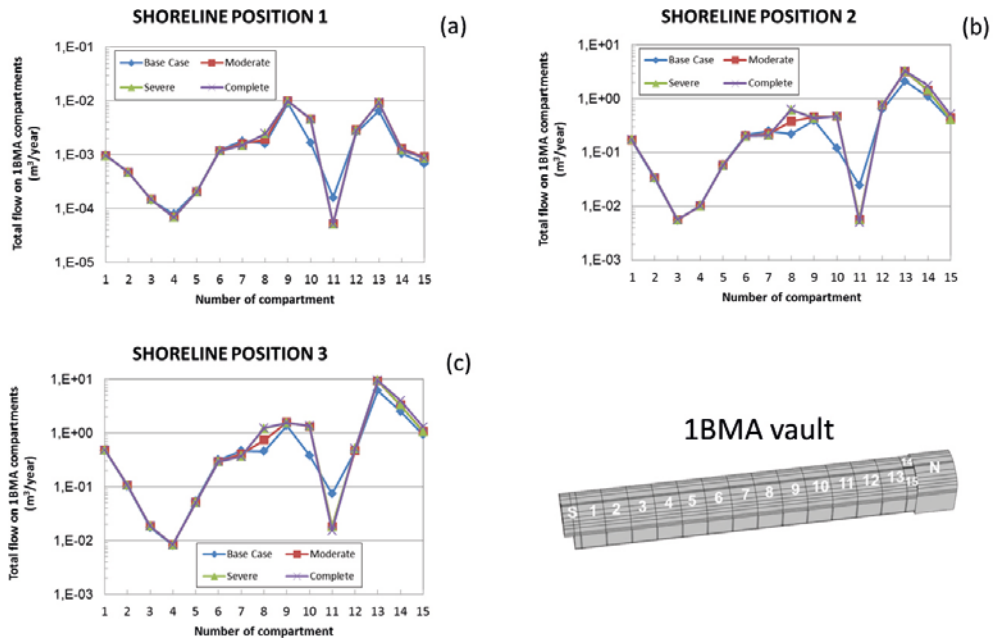 SHORELINE POSITION 1
(a)
Total flow on 1BMA compartments
(m³/year)
1,E-01
1,E-02
1,E-03
1,E-04
1,E-05
Base Case
Moderate
Severe
Complete
1 2 3 4 5 6 7 8 9 10 11 12 13 14 15
Number of compartment
SHORELINE POSITION 2
(b)
Total flow on 1BMA compartments
(m³/year)
1,E+01
1,E+00
1,E-01
1,E-02
1,E-03
Base Case
Moderate
Severe
Complete
1 2 3 4 5 6 7 8 9 10 11 12 13 14 15
Number of compartment
SHORELINE POSITION 3
(c)
Total flow on 1BMA compartments
(m³/year)
1,E+01
1,E+00
1,E-01
1,E-02
1,E-03
Base Case
Moderate
Severe
Complete
1 2 3 4 5 6 7 8 9 10 11 12 13 14 15
Number of compartment
1BMA vault
S 1 2 3 4 5 6 7 8 9 10 11 12 13 14 15 N